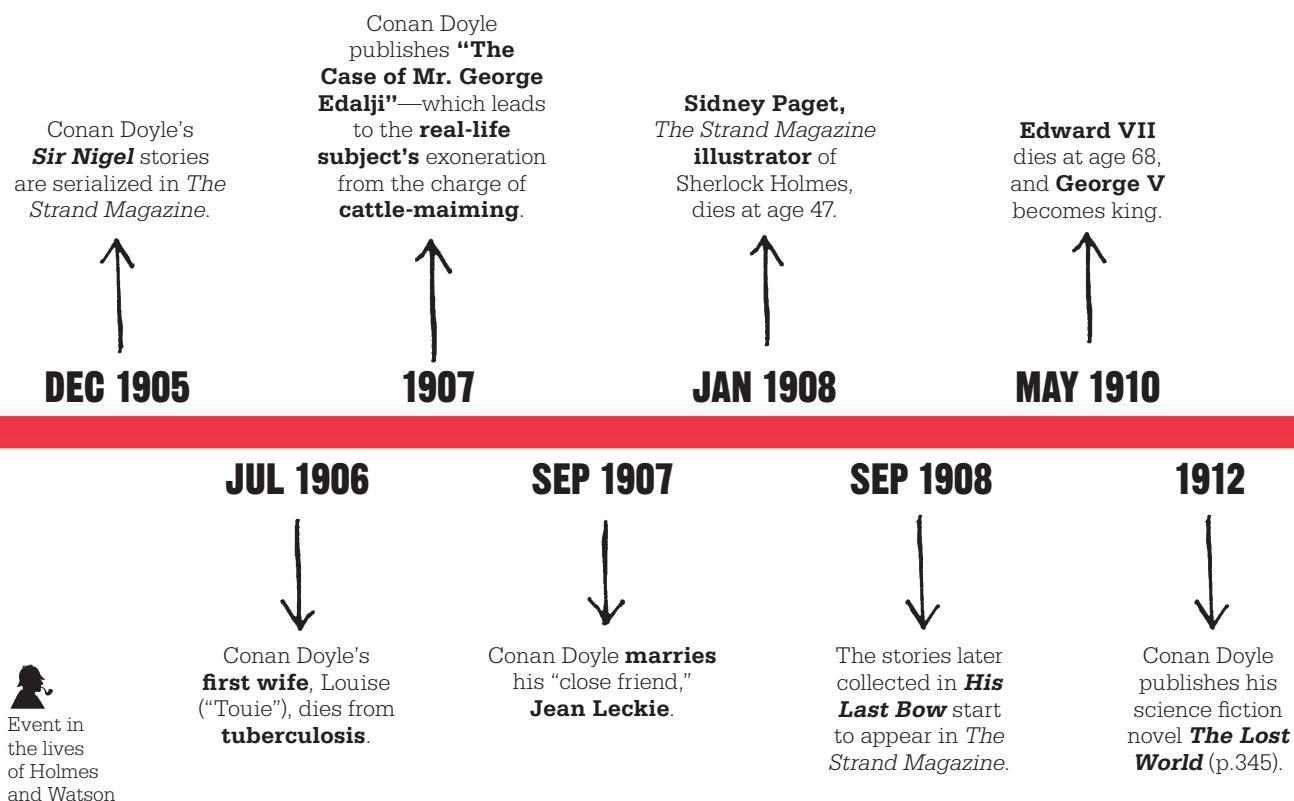 Conan Doyle’s
Sir Nigel stories
are serialized in The
Strand Magazine.
DEC 1905
Conan Doyle
publishes “The
Case of Mr. George
Edalji”—which leads
to the real-life
subject’s exoneration
from the charge of
cattle-maiming.
1907
Sidney Paget,
The Strand Magazine
illustrator of
Sherlock Holmes,
dies at age 47.
JAN 1908
Edward VII
dies at age 68,
and George V
becomes king.
MAY 1910
JUL 1906
Conan Doyle’s
first wife, Louise
(“Touie”), dies from
tuberculosis.
SEP 1907
Conan Doyle marries
his “close friend,”
Jean Leckie.
SEP 1908
The stories later
collected in His
Last Bow start
to appear in The
Strand Magazine.
1912
Conan Doyle
publishes his
science fiction
novel The Lost
World (p.345).
Event in
the lives
of Holmes
and Watson